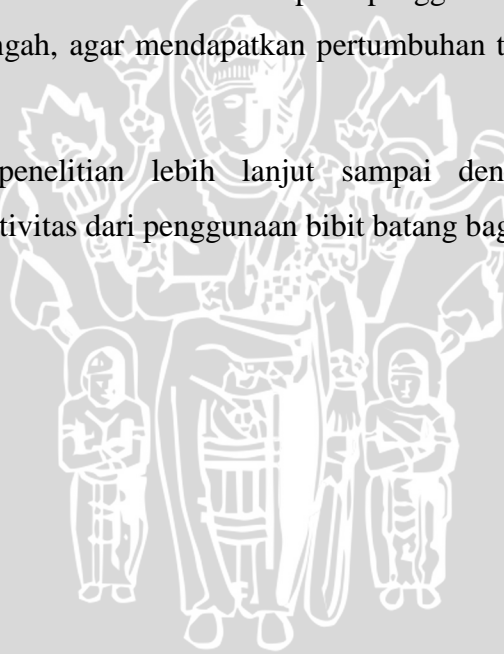 ngah, agar mendapatkan pertumbuhan t
penelitian lebih lanjut sampai den
tivitas dari penggunaan bibit batang bag